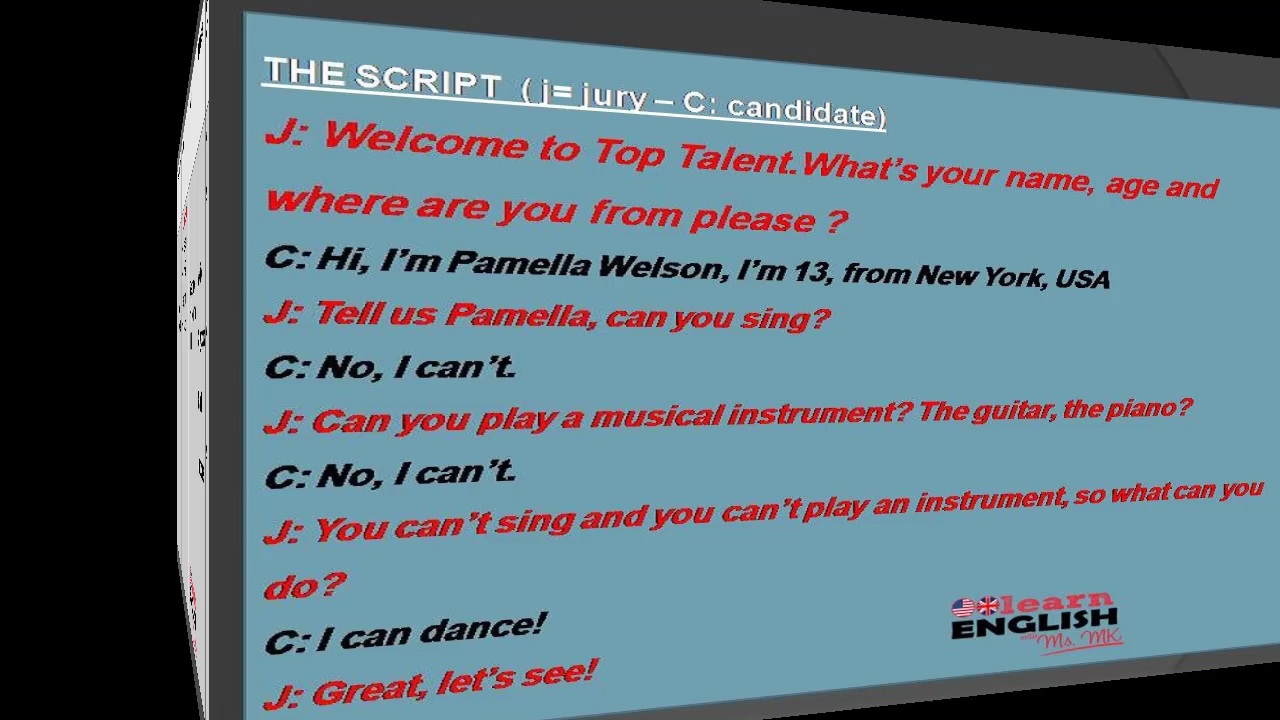 THE SCRIPT  ( j= jury – C: candidate)
J: Welcome to Top Talent.What's your name, age and
where are you from please ?
C: Hi, I'm Pamella Welson, I'm 13, from New York, USA
J: Tell us Pamella, can you sing?
C: No, I can't.
J: Can you play a musical instrument? The guitar, the piano?
C: No, I can't.
J: You can't sing and you can't play an instrument, so what can you
do?
C: I can dance!
J: Great, let's see!
learn
ENGLISH
Ms. MK